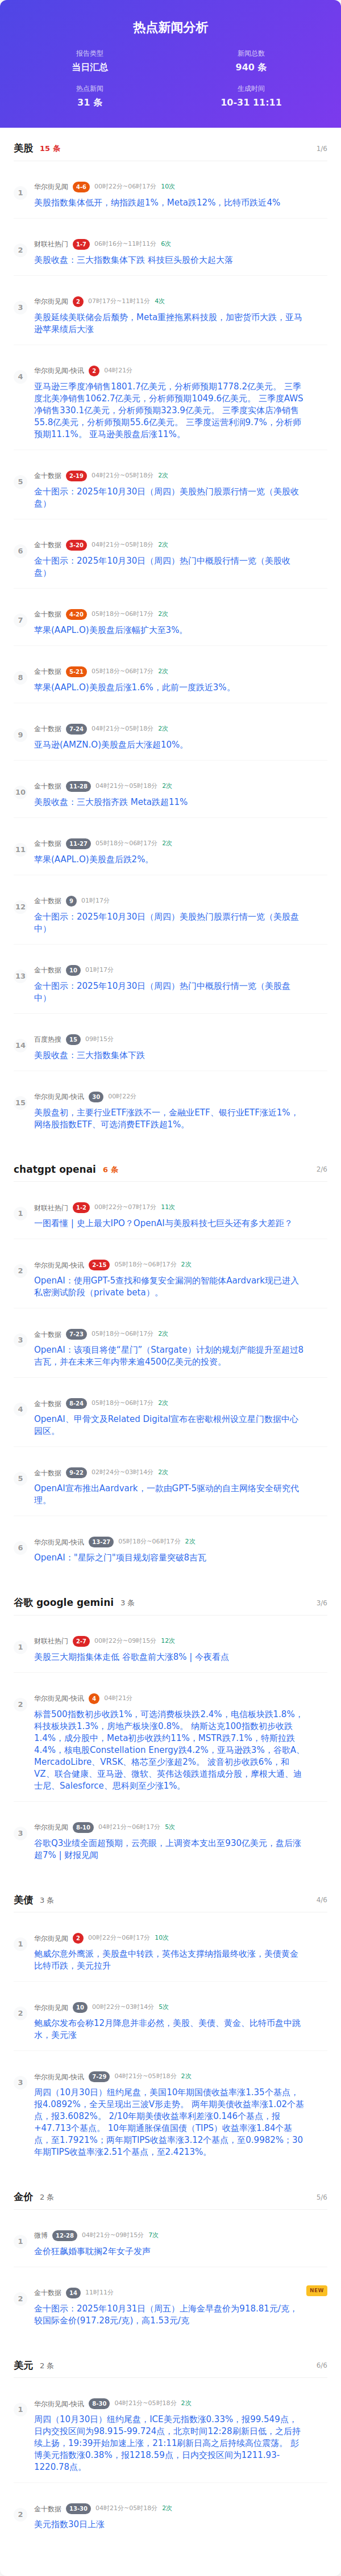 热点新闻分析
报告类型
新闻总数
当日汇总
940 条
热点新闻
生成时间
31 条
10-31 11:11
美股 15 条 1/6
1
华尔街见闻 4-6 00时22分~06时17分 10次
美股指数集体低开，纳指跌超1%，Meta跌12%，比特币跌近4%
2
财联社热门 1-7 06时16分~11时11分 6次
美股收盘：三大指数集体下跌 科技巨头股价大起大落
3
华尔街见闻 2 07时17分~11时11分 4次
美股延续美联储会后颓势，Meta重挫拖累科技股，加密货币大跌，亚马
逊苹果绩后大涨
4
华尔街见闻-快讯 2 04时21分
亚马逊三季度净销售1801.7亿美元，分析师预期1778.2亿美元。 三季
度北美净销售1062.7亿美元，分析师预期1049.6亿美元。 三季度AWS
净销售330.1亿美元，分析师预期323.9亿美元。 三季度实体店净销售
55.8亿美元，分析师预期55.6亿美元。 三季度运营利润9.7%，分析师
预期11.1%。 亚马逊美股盘后涨11%。
5
金十数据 2-19 04时21分~05时18分 2次
金十图示：2025年10月30日（周四）美股热门股票行情一览（美股收
盘）
6
金十数据 3-20 04时21分~05时18分 2次
金十图示：2025年10月30日（周四）热门中概股行情一览（美股收
盘）
7
金十数据 4-20 05时18分~06时17分 2次
苹果(AAPL.O)美股盘后涨幅扩大至3%。
8
金十数据 5-21 05时18分~06时17分 2次
苹果(AAPL.O)美股盘后涨1.6%，此前一度跌近3%。
9
金十数据 7-24 04时21分~05时18分 2次
亚马逊(AMZN.O)美股盘后大涨超10%。
10
金十数据 11-28 04时21分~05时18分 2次
美股收盘：三大股指齐跌 Meta跌超11%
11
金十数据 11-27 05时18分~06时17分 2次
苹果(AAPL.O)美股盘后跌2%。
12
金十数据 9 01时17分
金十图示：2025年10月30日（周四）美股热门股票行情一览（美股盘
中）
13
金十数据 10 01时17分
金十图示：2025年10月30日（周四）热门中概股行情一览（美股盘
中）
14
百度热搜 15 09时15分
美股收盘：三大指数集体下跌
15
华尔街见闻-快讯 30 00时22分
美股盘初，主要行业ETF涨跌不一，金融业ETF、银行业ETF涨近1%，
网络股指数ETF、可选消费ETF跌超1%。
chatgpt openai 6 条 2/6
1
财联社热门 1-2 00时22分~07时17分 11次
一图看懂 | 史上最大IPO？OpenAI与美股科技七巨头还有多大差距？
2
华尔街见闻-快讯 2-15 05时18分~06时17分 2次
OpenAI：使用GPT-5查找和修复安全漏洞的智能体Aardvark现已进入
私密测试阶段（private beta）。
3
金十数据 7-23 05时18分~06时17分 2次
OpenAI：该项目将使“星门”（Stargate）计划的规划产能提升至超过8
吉瓦，并在未来三年内带来逾4500亿美元的投资。
4
金十数据 8-24 05时18分~06时17分 2次
OpenAI、甲骨文及Related Digital宣布在密歇根州设立星门数据中心
园区。
5
金十数据 9-22 02时24分~03时14分 2次
OpenAI宣布推出Aardvark，一款由GPT-5驱动的自主网络安全研究代
理。
6
华尔街见闻-快讯 13-27 05时18分~06时17分 2次
OpenAI："星际之门"项目规划容量突破8吉瓦
谷歌 google gemini 3 条 3/6
1
财联社热门 2-7 00时22分~09时15分 12次
美股三大期指集体走低 谷歌盘前大涨8% | 今夜看点
2
华尔街见闻-快讯 4 04时21分
标普500指数初步收跌1%，可选消费板块跌2.4%，电信板块跌1.8%，
科技板块跌1.3%，房地产板块涨0.8%。 纳斯达克100指数初步收跌
1.4%，成分股中，Meta初步收跌约11%，MSTR跌7.1%，特斯拉跌
4.4%，核电股Constellation Energy跌4.2%，亚马逊跌3%，谷歌A、
MercadoLibre、VRSK、格芯至少涨超2%。 波音初步收跌6%，和
VZ、联合健康、亚马逊、微软、英伟达领跌道指成分股，摩根大通、迪
士尼、Salesforce、思科则至少涨1%。
3
华尔街见闻 8-10 04时21分~06时17分 5次
谷歌Q3业绩全面超预期，云亮眼，上调资本支出至930亿美元，盘后涨
超7% | 财报见闻
美债 3 条 4/6
1
华尔街见闻 2 00时22分~06时17分 10次
鲍威尔意外鹰派，美股盘中转跌，英伟达支撑纳指最终收涨，美债黄金
比特币跌，美元拉升
2
华尔街见闻 10 00时22分~03时14分 5次
鲍威尔发布会称12月降息并非必然，美股、美债、黄金、比特币盘中跳
水，美元涨
3
华尔街见闻-快讯 7-29 04时21分~05时18分 2次
周四（10月30日）纽约尾盘，美国10年期国债收益率涨1.35个基点，
报4.0892%，全天呈现出三波V形走势。 两年期美债收益率涨1.02个基
点，报3.6082%。 2/10年期美债收益率利差涨0.146个基点，报
+47.713个基点。 10年期通胀保值国债（TIPS）收益率涨1.84个基
点，至1.7921%；两年期TIPS收益率涨3.12个基点，至0.9982%；30
年期TIPS收益率涨2.51个基点，至2.4213%。
金价 2 条 5/6
1
微博 12-28 04时21分~09时15分 7次
金价狂飙婚事耽搁2年女子发声
2
金十数据 14 11时11分 NEW
金十图示：2025年10月31日（周五）上海金早盘价为918.81元/克，
较国际金价(917.28元/克)，高1.53元/克
美元 2 条 6/6
1
华尔街见闻-快讯 8-30 04时21分~05时18分 2次
周四（10月30日）纽约尾盘，ICE美元指数涨0.33%，报99.549点，
日内交投区间为98.915-99.724点，北京时间12:28刷新日低，之后持
续上扬，19:39开始加速上涨，21:11刷新日高之后持续高位震荡。 彭
博美元指数涨0.38%，报1218.59点，日内交投区间为1211.93-
1220.78点。
2
金十数据 13-30 04时21分~05时18分 2次
美元指数30日上涨